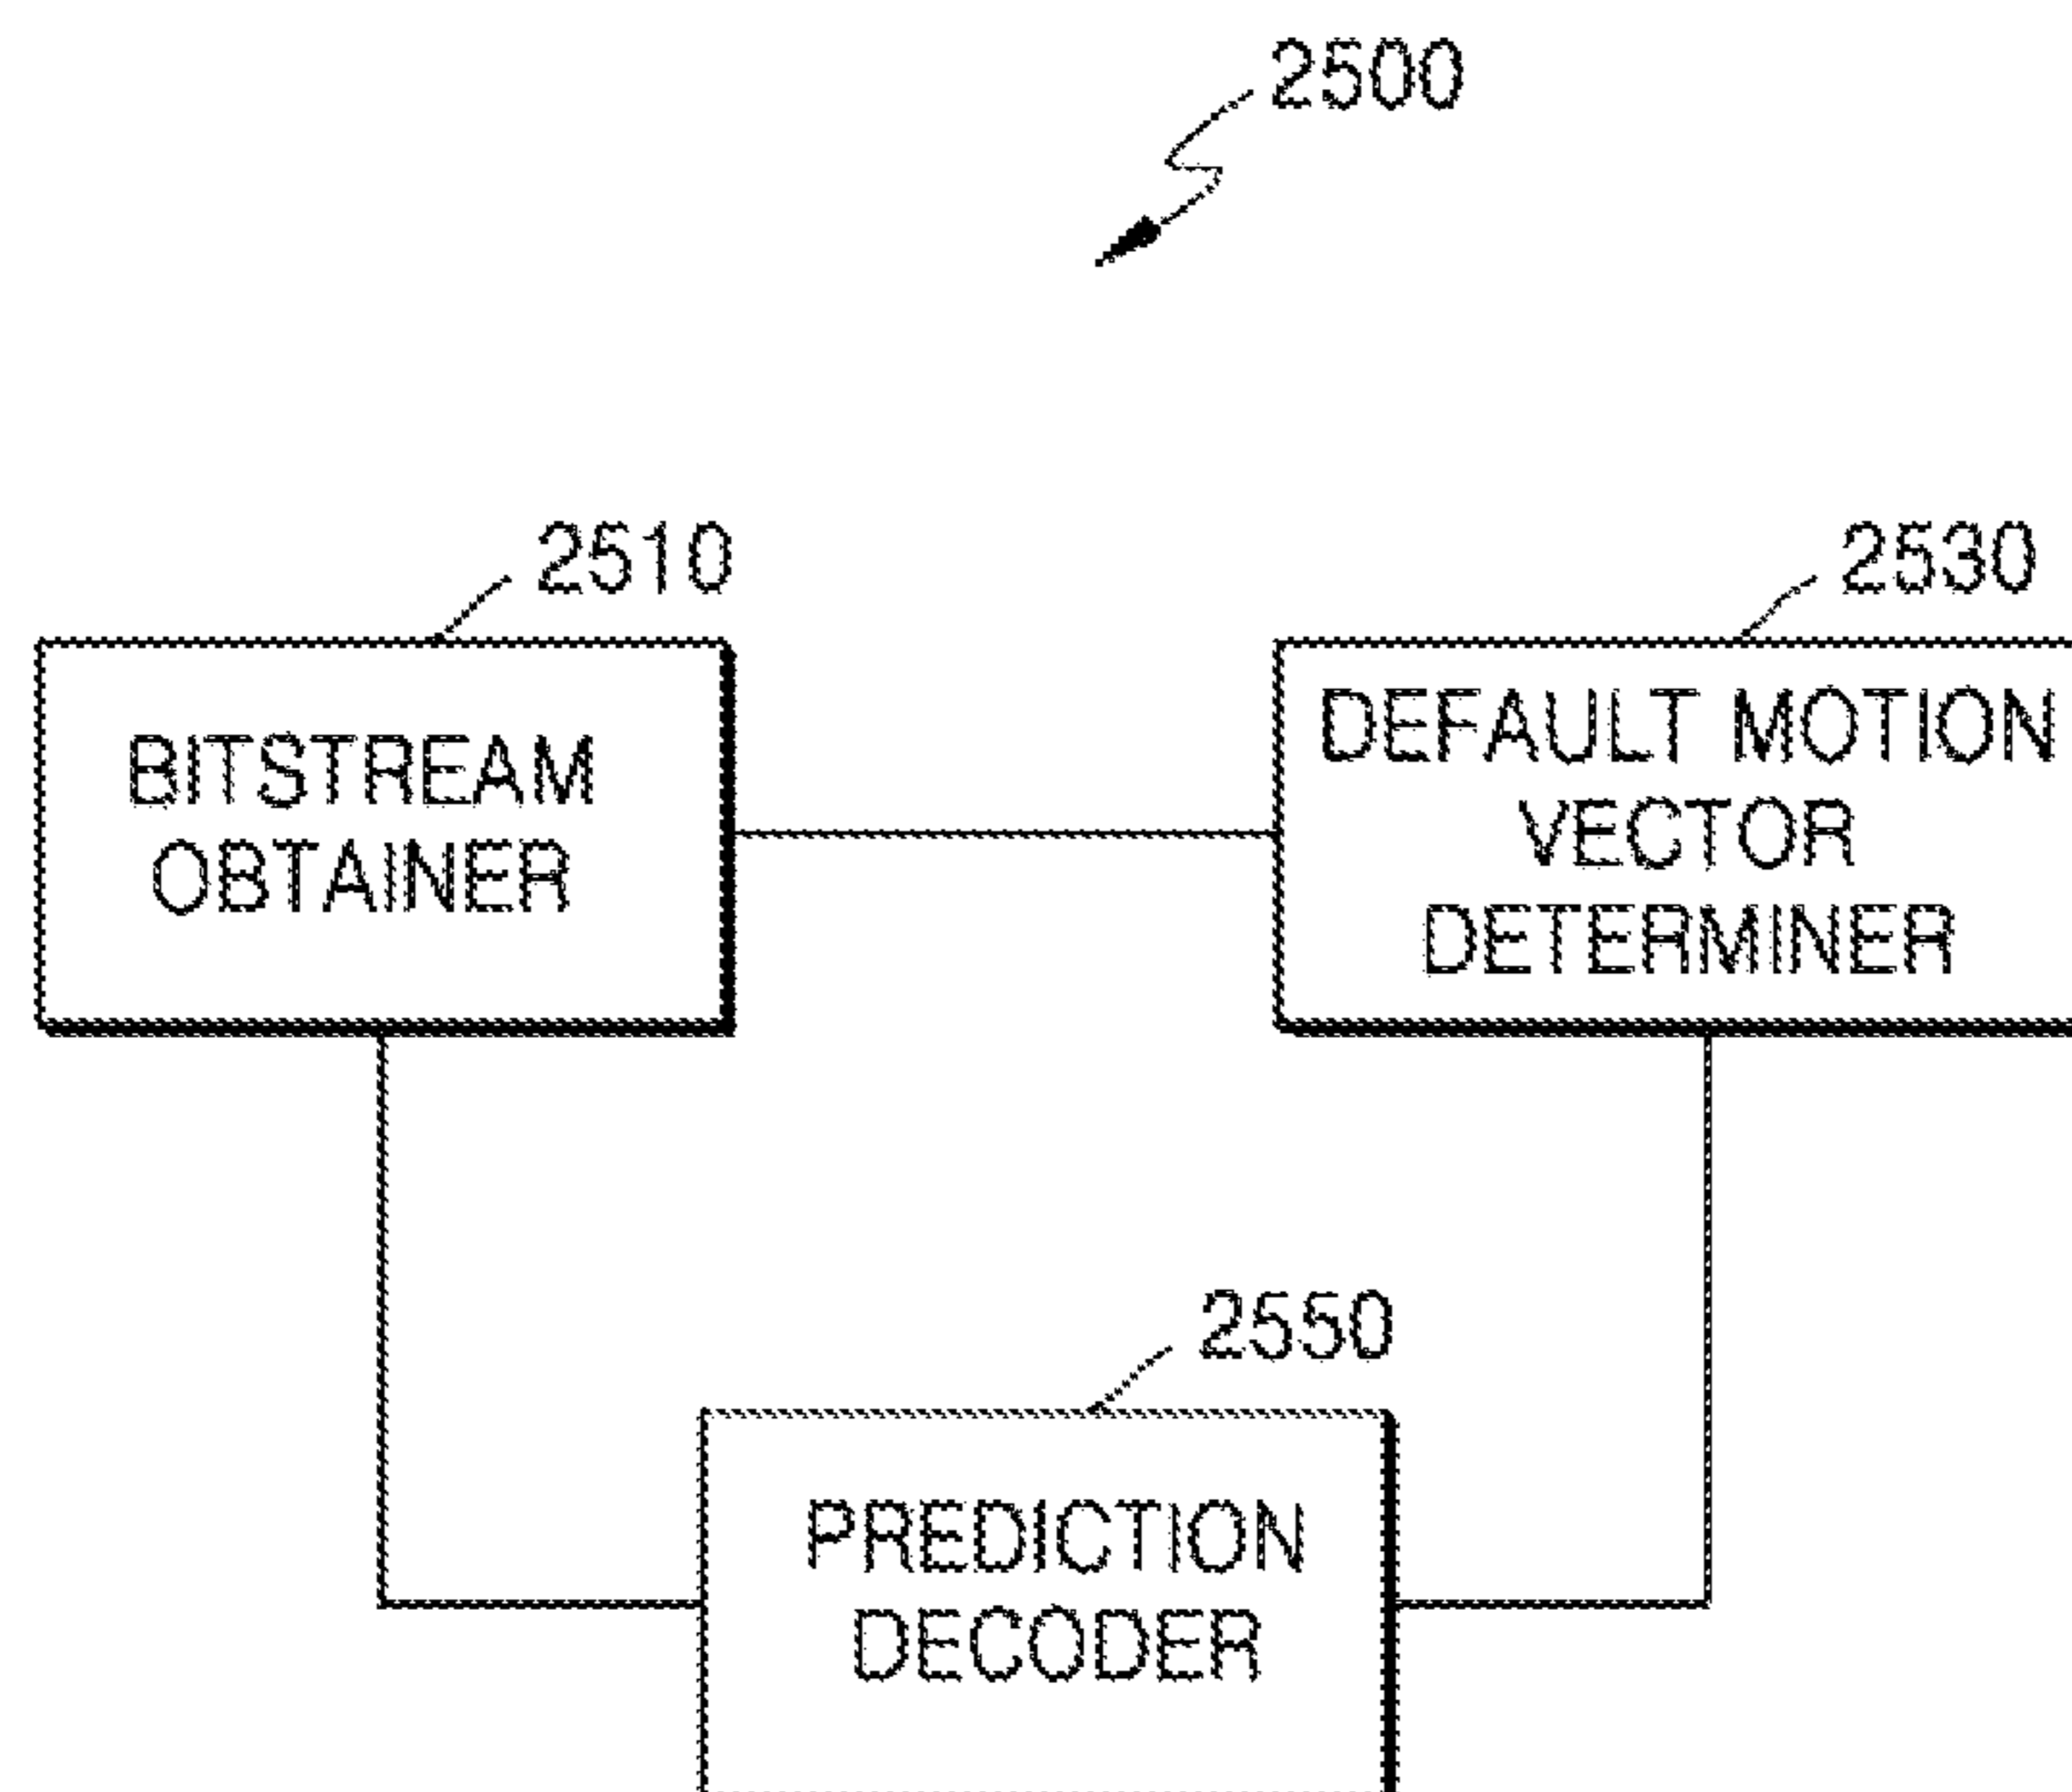 2500
2510
2530
BITSTREAM
OBTAINER
DEFAULT MOTION
VECTOR
DETERMINER
2550
PREDICTION
DECODER